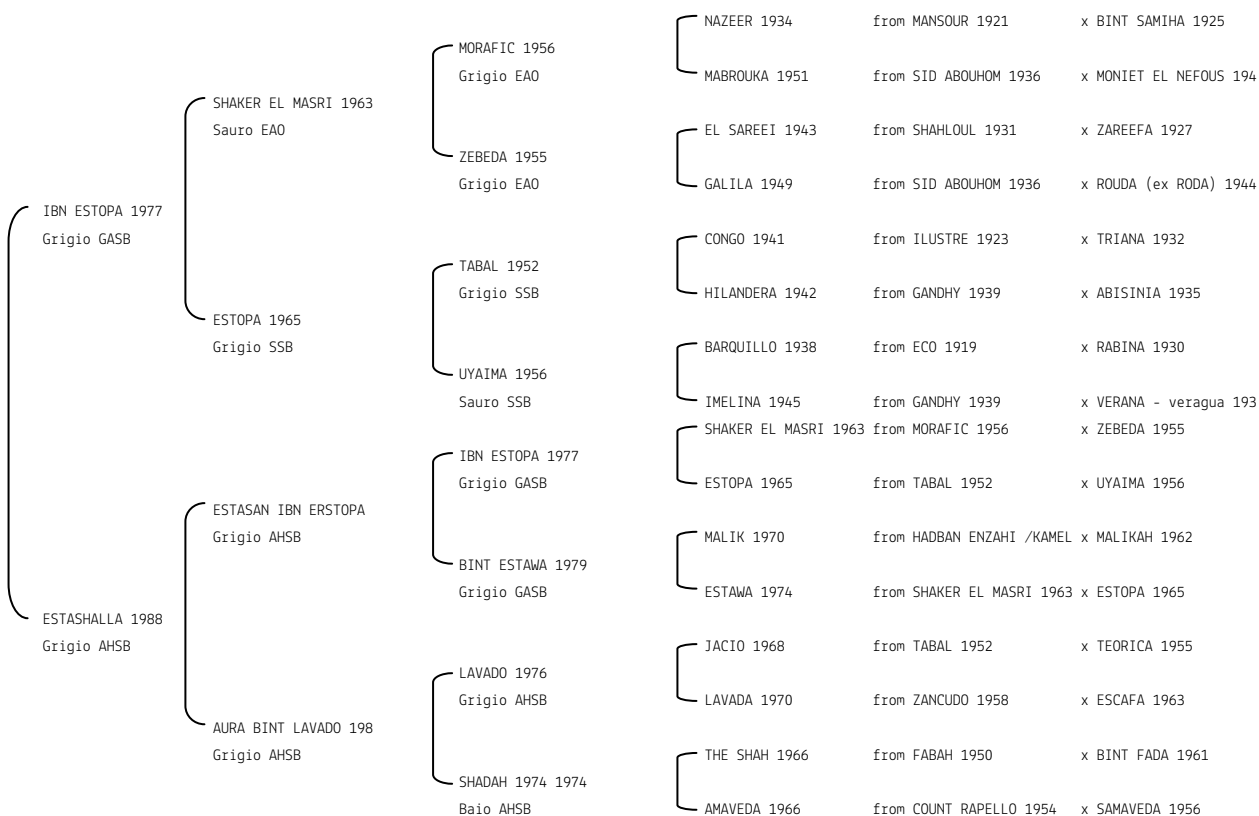 NAZEER 1934 from MANSOUR 1921 x BINT SAMIHA 1925
MORAFIC 1956
Grigio EAO MABROUKA 1951 from SID ABOUHOM 1936 x MONIET EL NEFOUS 194
SHAKER EL MASRI 1963
Sauro EAO EL SAREEI 1943 from SHAHLOUL 1931 x ZAREEFA 1927
ZEBEDA 1955
Grigio EAO GALILA 1949 from SID ABOUHOM 1936 x ROUDA (ex RODA) 1944
IBN ESTOPA 1977
Grigio GASB CONGO 1941 from ILUSTRE 1923 x TRIANA 1932
TABAL 1952
Grigio SSB HILANDERA 1942 from GANDHY 1939 x ABISINIA 1935
ESTOPA 1965
Grigio SSB BARQUILLO 1938 from ECO 1919 x RABINA 1930
UYAIMA 1956
Sauro SSB IMELINA 1945 from GANDHY 1939 x VERANA - veragua 193
SHAKER EL MASRI 1963 from MORAFIC 1956 x ZEBEDA 1955
IBN ESTOPA 1977
Grigio GASB ESTOPA 1965 from TABAL 1952 x UYAIMA 1956
ESTASAN IBN ERSTOPA
Grigio AHSB MALIK 1970 from HADBAN ENZAHI /KAMEL x MALIKAH 1962
BINT ESTAWA 1979
Grigio GASB ESTAWA 1974 from SHAKER EL MASRI 1963 x ESTOPA 1965
ESTASHALLA 1988
Grigio AHSB JACIO 1968 from TABAL 1952 x TEORICA 1955
LAVADO 1976
Grigio AHSB LAVADA 1970 from ZANCUDO 1958 x ESCAFA 1963
AURA BINT LAVADO 198
Grigio AHSB THE SHAH 1966 from FABAH 1950 x BINT FADA 1961
SHADAH 1974 1974
Baio AHSB AMAVEDA 1966 from COUNT RAPELLO 1954 x SAMAVEDA 1956